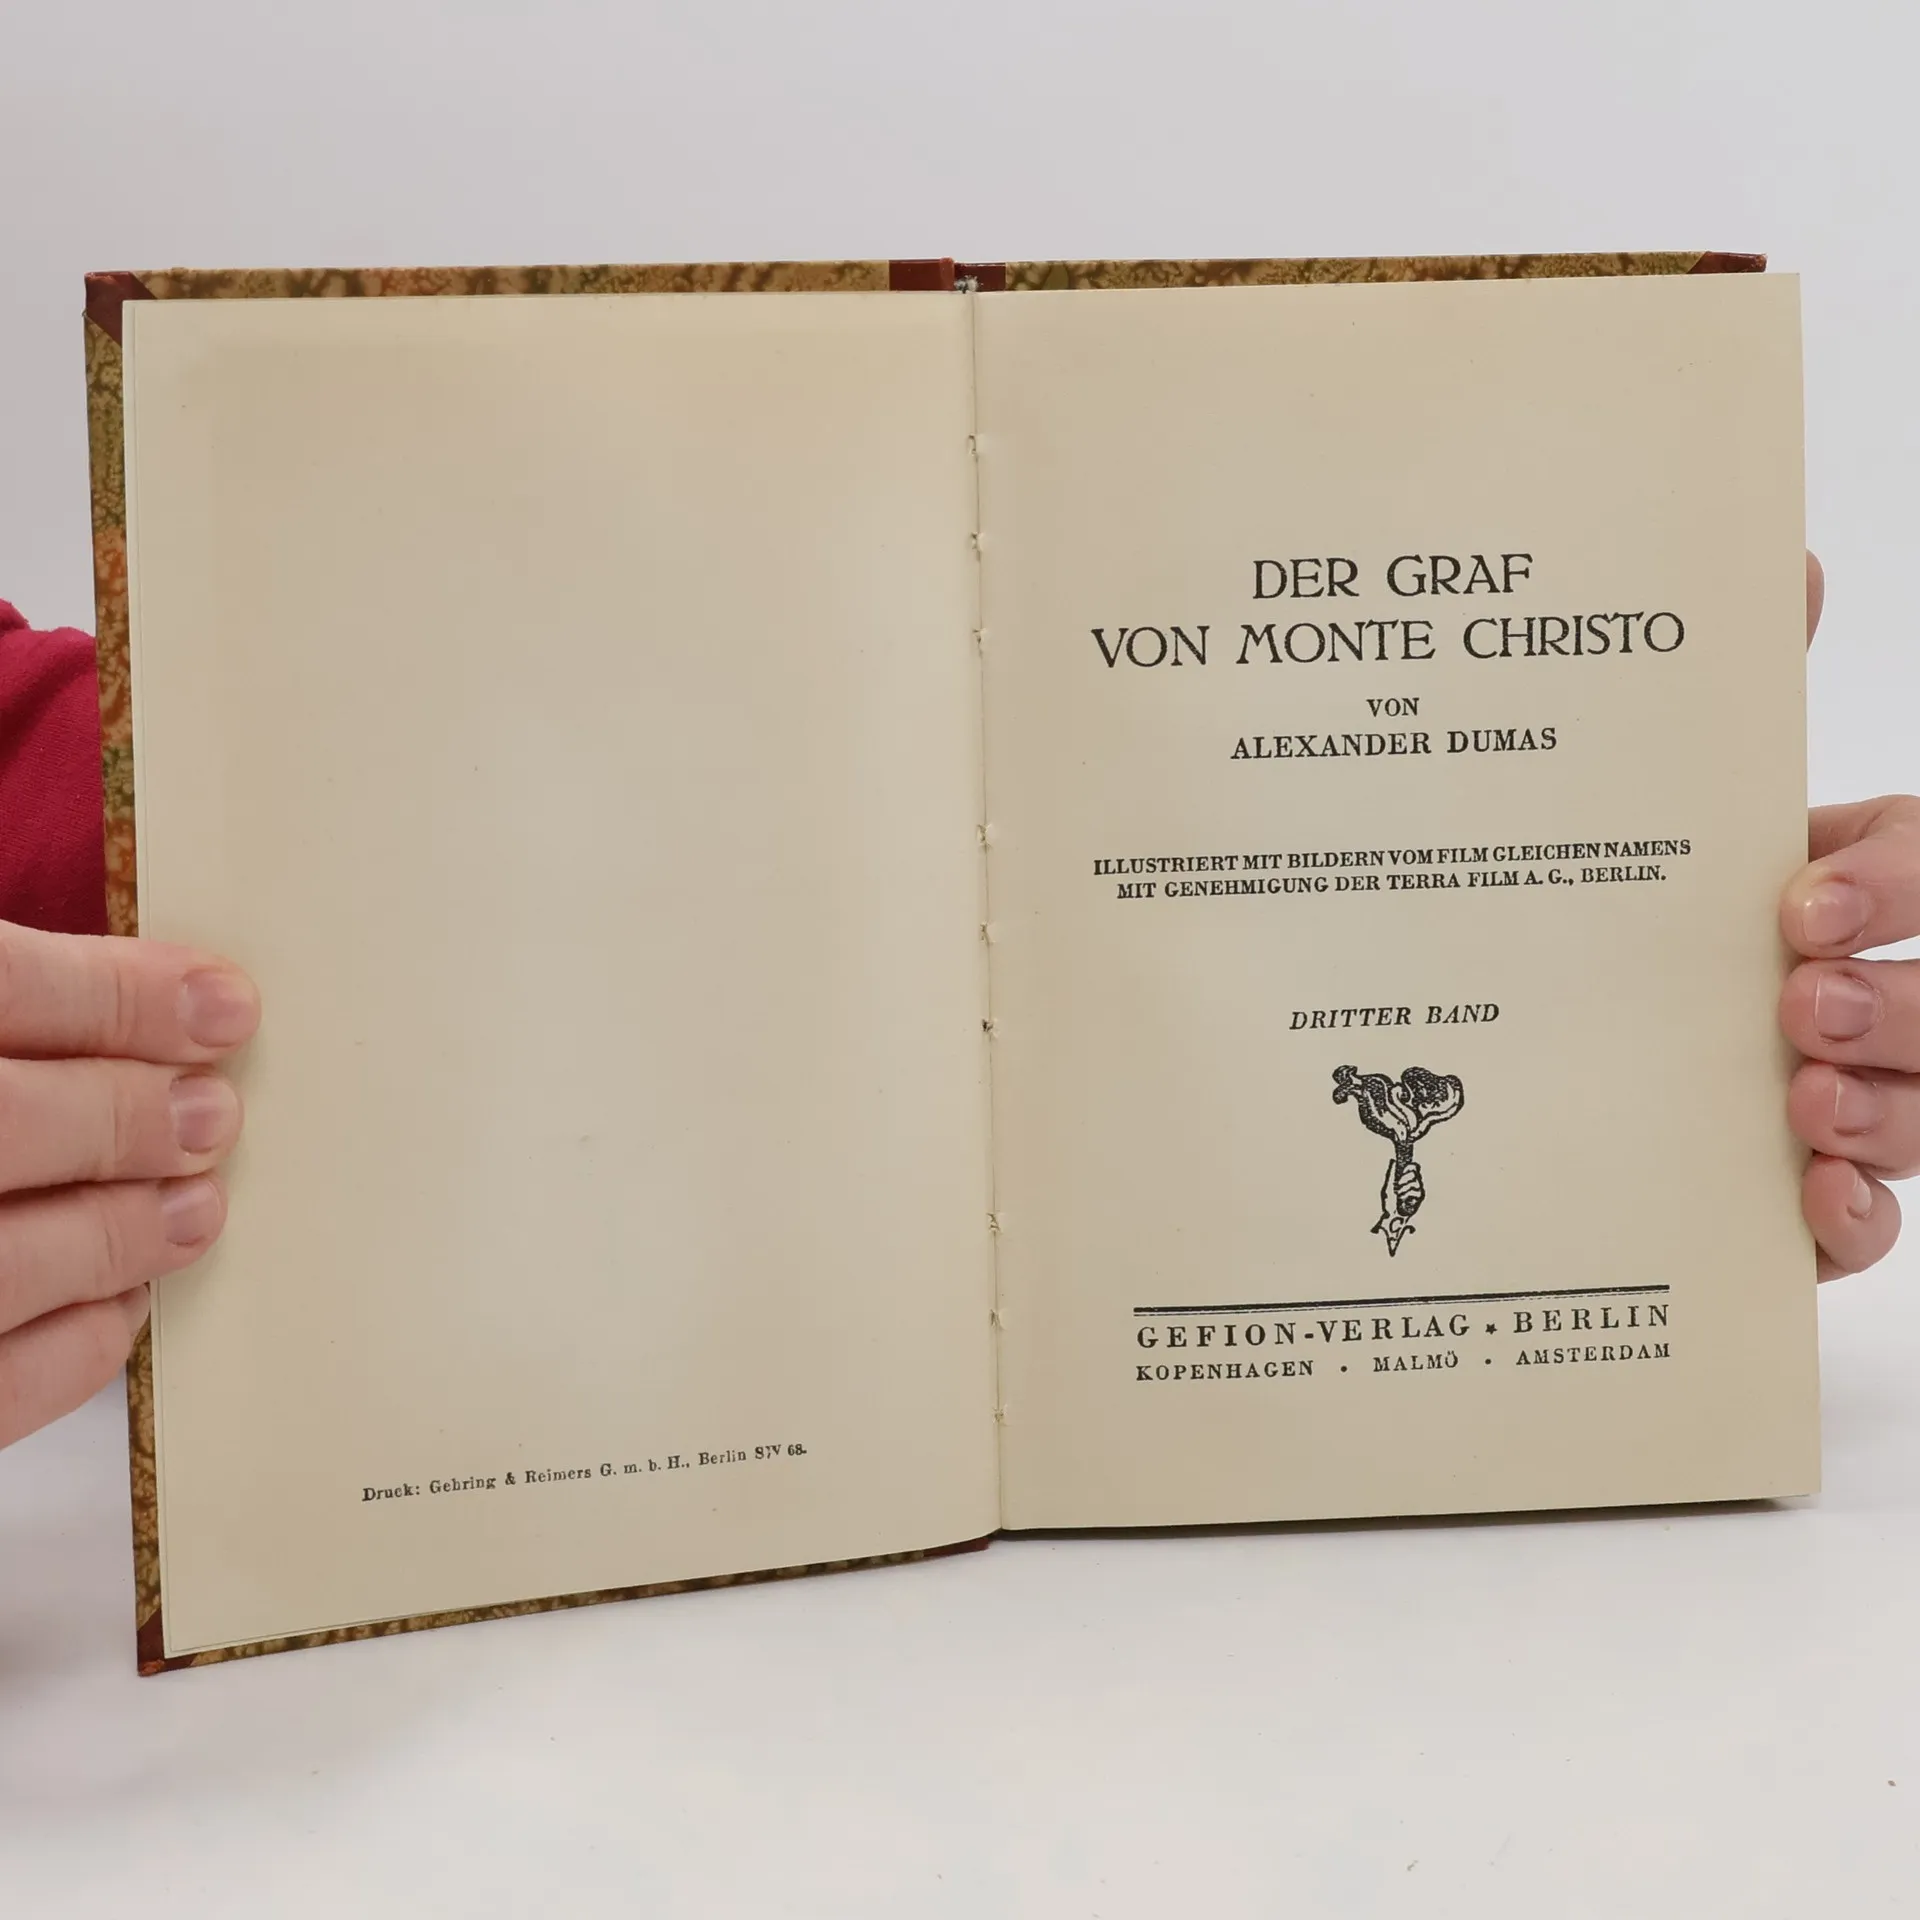 Druck: Gehring & Reimers G. m. b. H., Berlin SW 68.
DER GRAF
VON MONTE CHRISTO
VON
ALEXANDER DUMAS
ILLUSTRIERT MIT BILDERN VOM FILM GLEICHEN NAMENS
MIT GENEHMIGUNG DER TERRA FILM A. G., BERLIN.
DRITTER BAND
GEFION-VERLAG ★ BERLIN
KOPENHAGEN • MALMÖ • AMSTERDAM